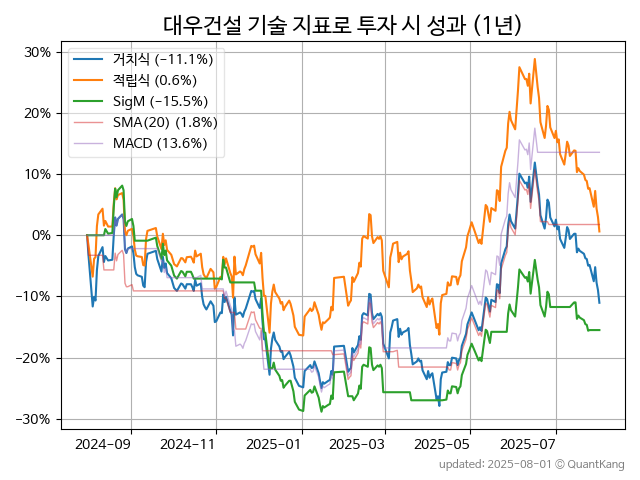 대우건설 기술 지표로 투자 시 성과 (1년)
30%
20%
10%
0%
−10%
−20%
−30%
거치식 (−11.1%)
적립식 (0.6%)
SigM (−15.5%)
SMA(20) (1.8%)
MACD (13.6%)
2024−09
2024−11
2025−01
2025−03
2025−05
2025−07
updated: 2025-08-01 © QuantKang